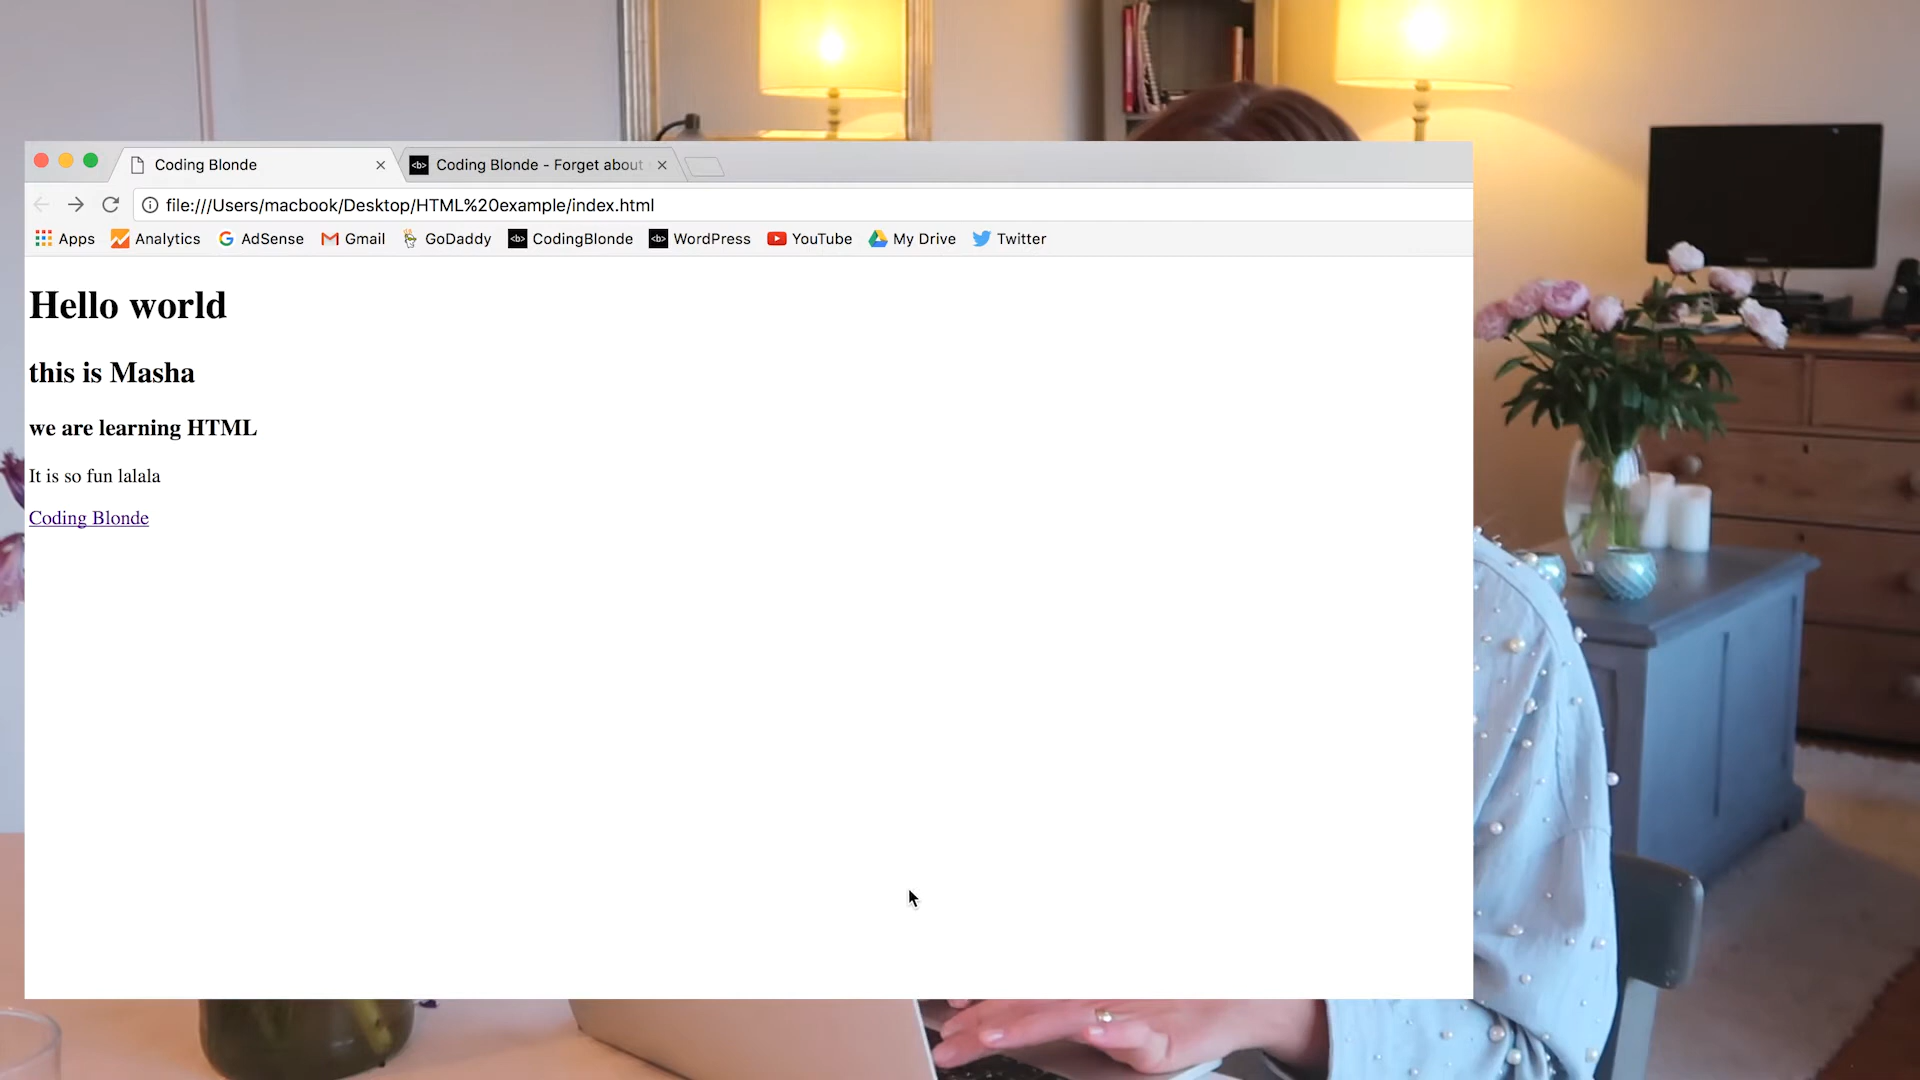 Coding Blonde
<b> Coding Blonde - Forget about
file:///Users/macbook/Desktop/HTML%20example/index.html
Apps Analytics G AdSense Gmail GoDaddy <b> CodingBlonde <b> WordPress YouTube My Drive Twitter
Hello world
this is Masha
we are learning HTML
It is so fun lalala
Coding Blonde